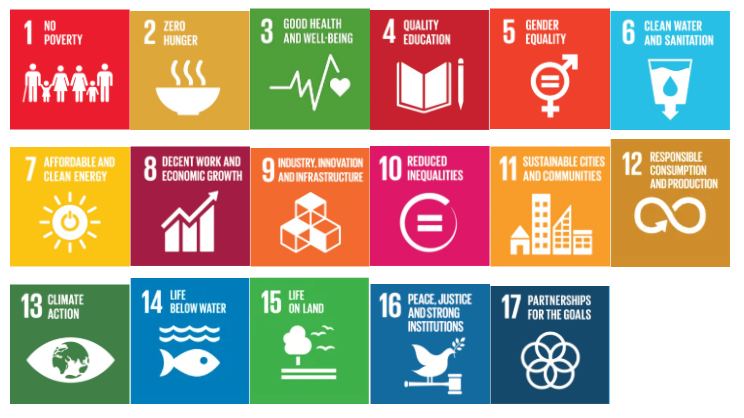 1 NO
POVERTY
2 ZERO
HUNGER
3 GOOD HEALTH
AND WELL-BEING
4 QUALITY
EDUCATION
5 GENDER
EQUALITY
6 CLEAN WATER
AND SANITATION
7 AFFORDABLE AND
CLEAN ENERGY
8 DECENT WORK AND
ECONOMIC GROWTH
9 INDUSTRY, INNOVATION
AND INFRASTRUCTURE
10 REDUCED
INEQUALITIES
11 SUSTAINABLE CITIES
AND COMMUNITIES
12 RESPONSIBLE
CONSUMPTION
AND PRODUCTION
13 CLIMATE
ACTION
14 LIFE
BELOW WATER
15 LIFE
ON LAND
16 PEACE, JUSTICE
AND STRONG
INSTITUTIONS
17 PARTNERSHIPS
FOR THE GOALS